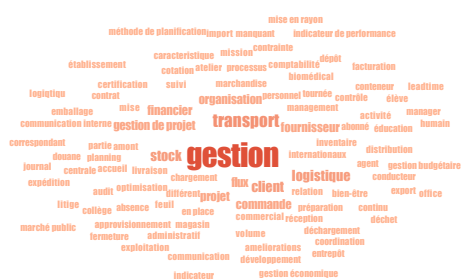 mise en rayon
méthode de planification import manquant indicateur de performance
caractéristique mission contrainte
établissement cotation atelier processus comptabilité dépôt facturation
biomédical
certification suivi marchandise conteneur leadtime
logiqtiqu contrat organisation personnel tournée contrôle élève
emballage mise financier management activité manager
communication interne gestion de projet transport fournisseur abonné éducation humain
correspondant partie amont inventaire
douane planning stock gestion internationaux distribution
journal centrale accueil livraison agent gestion budgétaire
expédition chargement flux client logistique conducteur
audit optimisation différent projet relation bien-être export office
litige collège absence feuil en place commande préparation continu
marché public approvisionnement magasin commercial réception déchet
fermeture administratif volume déchargement
exploitation ameliorations coordination
communication développement entrepôt
indicateur gestion économique